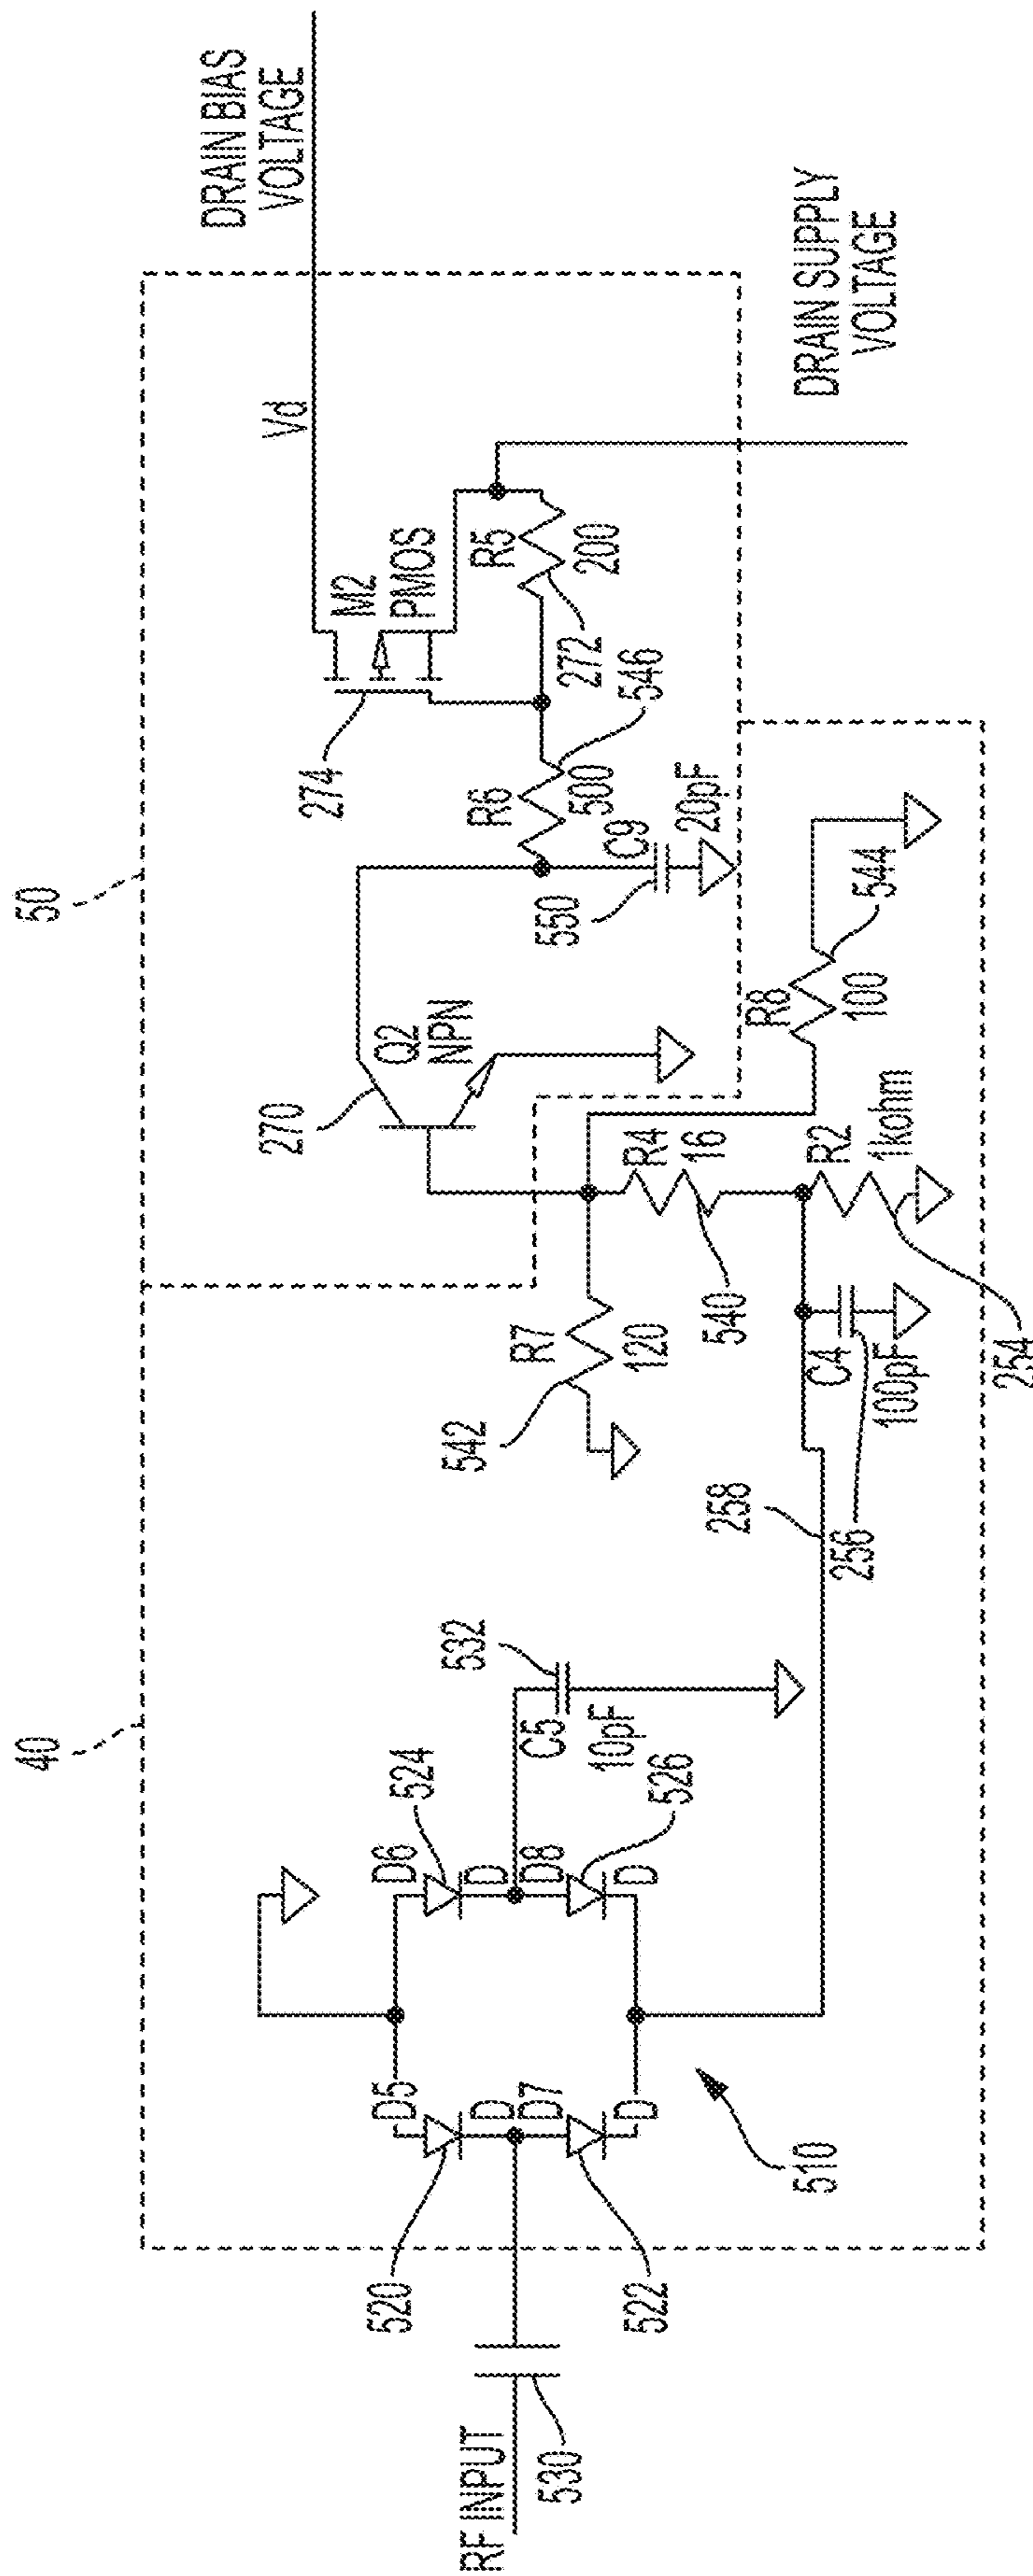 RF INPUT
530
520
522
510
40
D5
D
D7
D
D6
D
D8
D
524
526
C5
10pF
532
258
256
C4
100pF
254
R7
120
542
R4
16
540
R2
1kohm
R8
100
544
50
270
Q2
NPN
550
C9
20pF
R6
500
546
274
M2
PMOS
R5
200
272
Vd
DRAIN BIAS
VOLTAGE
DRAIN SUPPLY
VOLTAGE